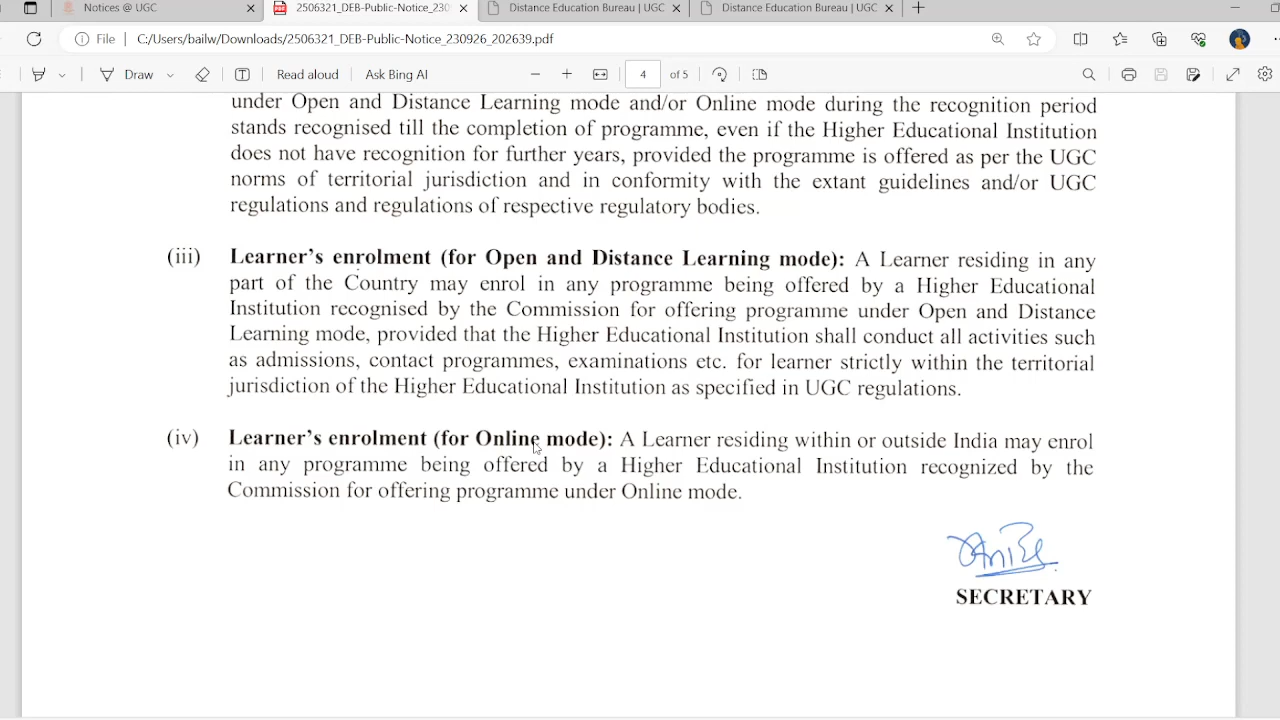 Notices @ UGC
2506321_DEB-Public-Notice_230
Distance Education Bureau | UGC
Distance Education Bureau | UGC
File
C:/Users/bailw/Downloads/2506321_DEB-Public-Notice_230926_202639.pdf
Draw
Read aloud
Ask Bing AI
4
of 5
under Open and Distance Learning mode and/or Online mode during the recognition period
stands recognised till the completion of programme, even if the Higher Educational Institution
does not have recognition for further years, provided the programme is offered as per the UGC
norms of territorial jurisdiction and in conformity with the extant guidelines and/or UGC
regulations and regulations of respective regulatory bodies.
(iii) Learner’s enrolment (for Open and Distance Learning mode): A Learner residing in any
part of the Country may enrol in any programme being offered by a Higher Educational
Institution recognised by the Commission for offering programme under Open and Distance
Learning mode, provided that the Higher Educational Institution shall conduct all activities such
as admissions, contact programmes, examinations etc. for learner strictly within the territorial
jurisdiction of the Higher Educational Institution as specified in UGC regulations.
(iv) Learner’s enrolment (for Online mode): A Learner residing within or outside India may enrol
in any programme being offered by a Higher Educational Institution recognized by the
Commission for offering programme under Online mode.
SECRETARY